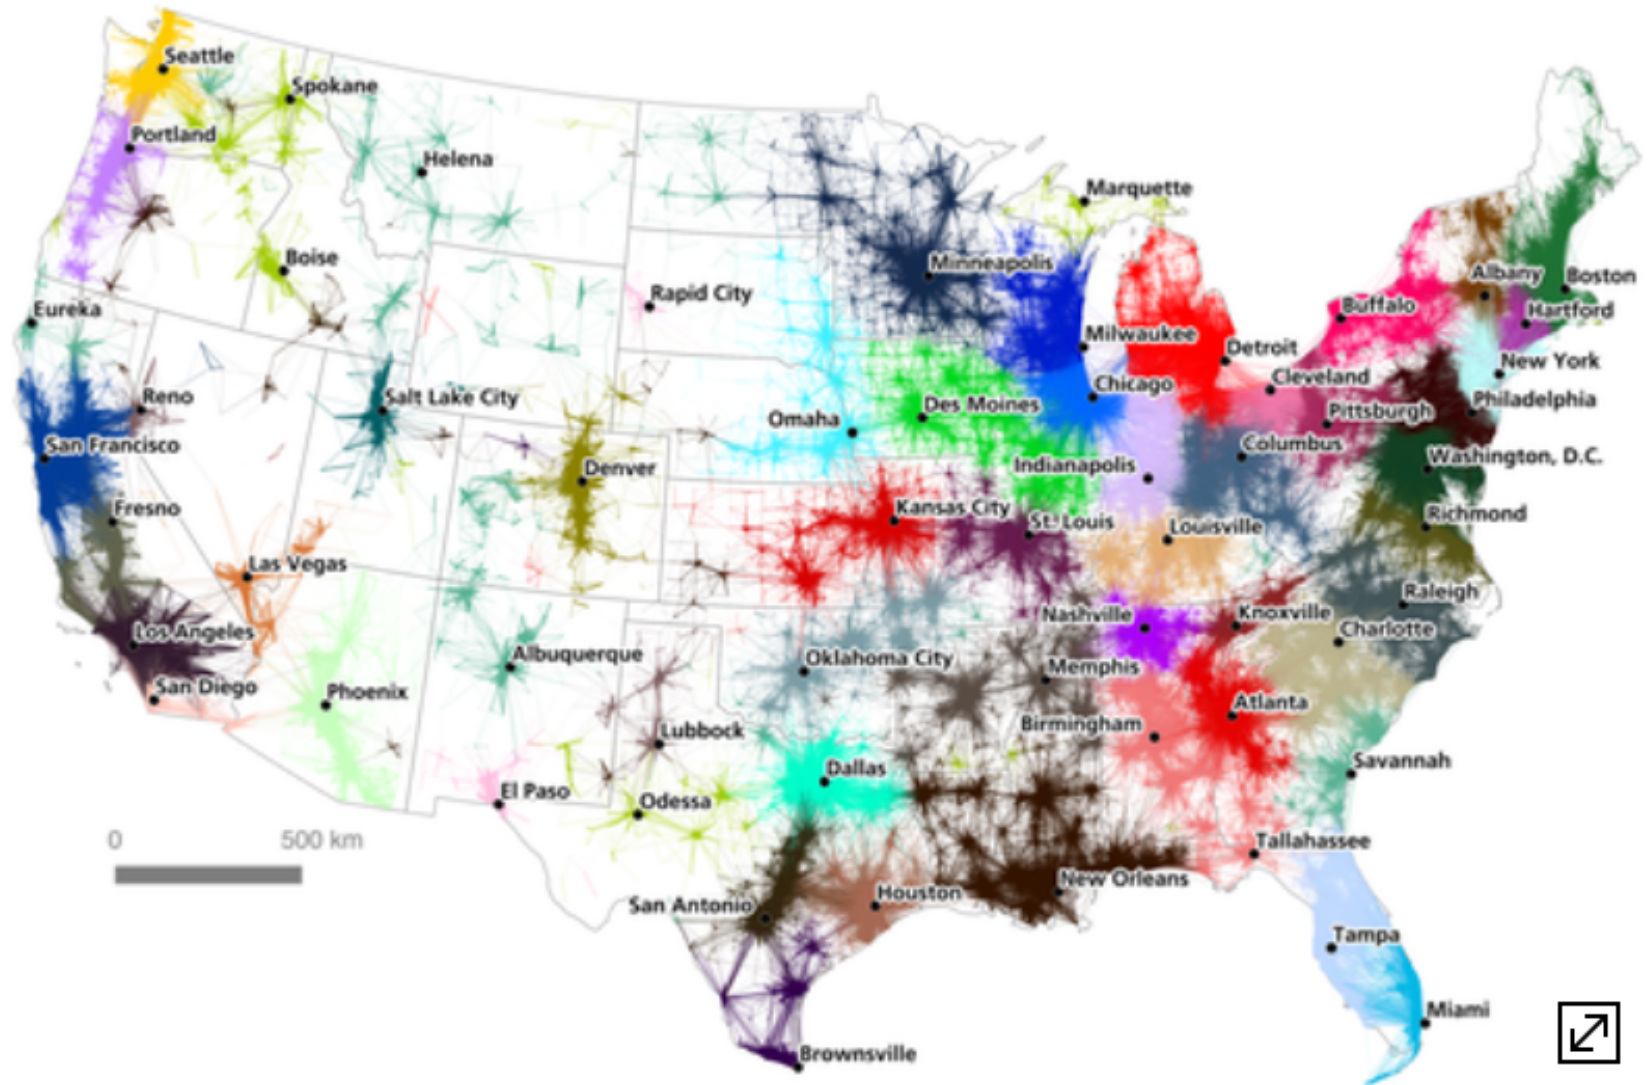 Seattle
Spokane
Portland
Helena
Marquette
Boise
Minneapolis
Rapid City
Albany
Boston
Buffalo
Hartford
Eureka
Milwaukee
Detroit
New York
Cleveland
Chicago
Reno
Salt Lake City
Philadelphia
Des Moines
Pittsburgh
Omaha
San Francisco
Columbus
Washington, D.C.
Denver
Indianapolis
Fresno
Kansas City
St. Louis
Louisville
Richmond
Las Vegas
Raleigh
Nashville
Knoxville
Los Angeles
Charlotte
Albuquerque
Oklahoma City
Memphis
San Diego
Phoenix
Atlanta
Lubbock
Birmingham
Savannah
Dallas
El Paso
Odessa
0 500 km
Tallahassee
New Orleans
San Antonio
Houston
Tampa
Miami
Brownsville